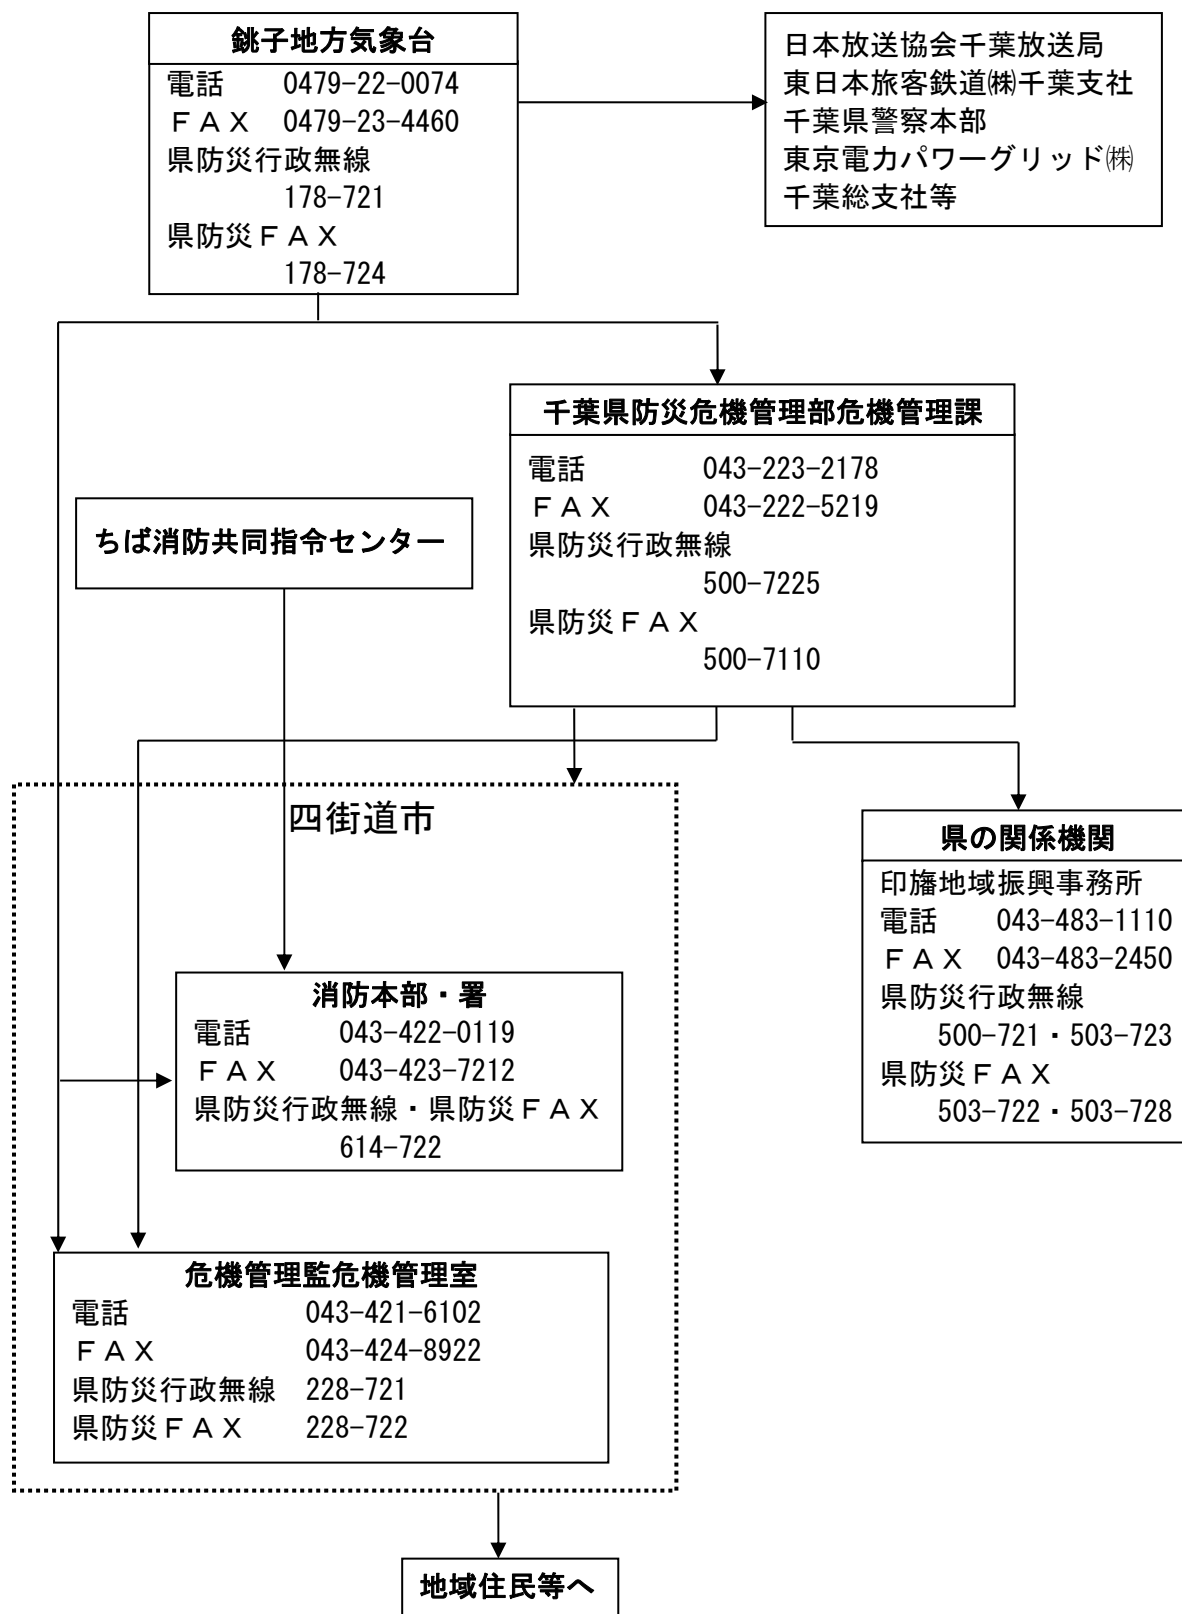 銚子地方気象台
電話 0479-22-0074
ＦＡＸ 0479-23-4460
県防災行政無線
178-721
県防災ＦＡＸ
178-724
日本放送協会千葉放送局
東日本旅客鉄道㈱千葉支社
千葉県警察本部
東京電力パワーグリッド㈱
千葉総支社等
千葉県防災危機管理部危機管理課
電話 043-223-2178
ＦＡＸ 043-222-5219
県防災行政無線
500-7225
県防災ＦＡＸ
500-7110
ちば消防共同指令センター
四街道市
消防本部・署
電話 043-422-0119
ＦＡＸ 043-423-7212
県防災行政無線・県防災ＦＡＸ
614-722
県の関係機関
印旛地域振興事務所
電話 043-483-1110
ＦＡＸ 043-483-2450
県防災行政無線
500-721・503-723
県防災ＦＡＸ
503-722・503-728
危機管理監危機管理室
電話 043-421-6102
ＦＡＸ 043-424-8922
県防災行政無線 228-721
県防災ＦＡＸ 228-722
地域住民等へ